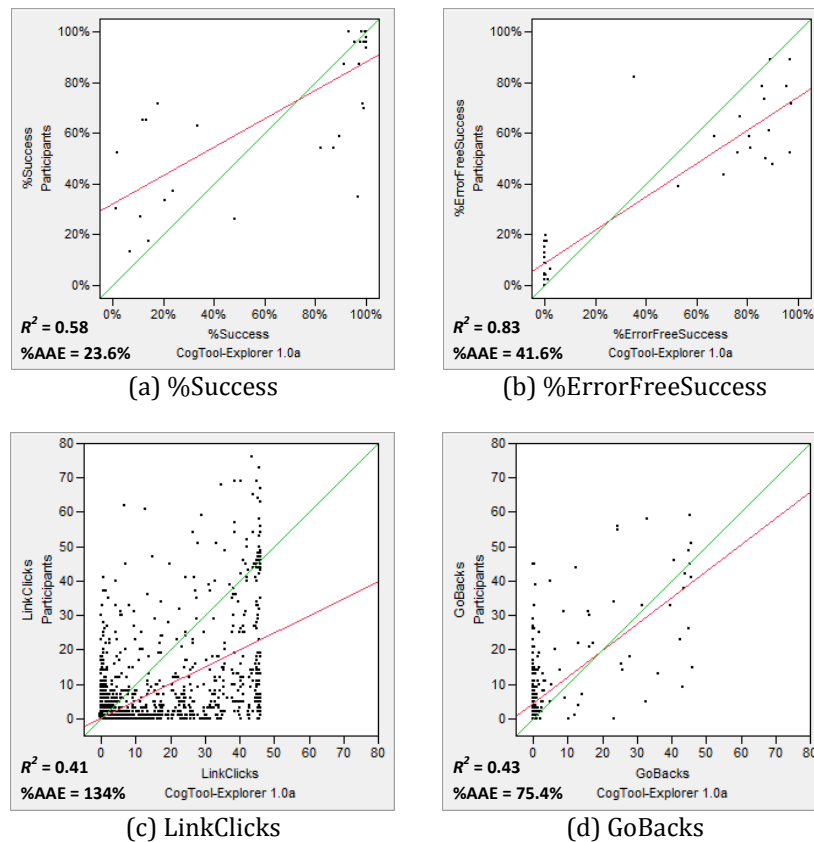 100%
80%
60%
40%
20%
0%
%Success
Participants
0% 20% 40% 60% 80% 100%
%Success
R² = 0.58
%AAE = 23.6%
CogTool-Explorer 1.0a
(a) %Success
100%
80%
60%
40%
20%
0%
%ErrorFreeSuccess
Participants
0% 20% 40% 60% 80% 100%
%ErrorFreeSuccess
R² = 0.83
%AAE = 41.6%
CogTool-Explorer 1.0a
(b) %ErrorFreeSuccess
80
70
60
50
40
30
20
10
0
LinkClicks
Participants
0 10 20 30 40 50 60 70 80
LinkClicks
R² = 0.41
%AAE = 134%
CogTool-Explorer 1.0a
(c) LinkClicks
80
70
60
50
40
30
20
10
0
GoBacks
Participants
0 10 20 30 40 50 60 70 80
GoBacks
R² = 0.43
%AAE = 75.4%
CogTool-Explorer 1.0a
(d) GoBacks